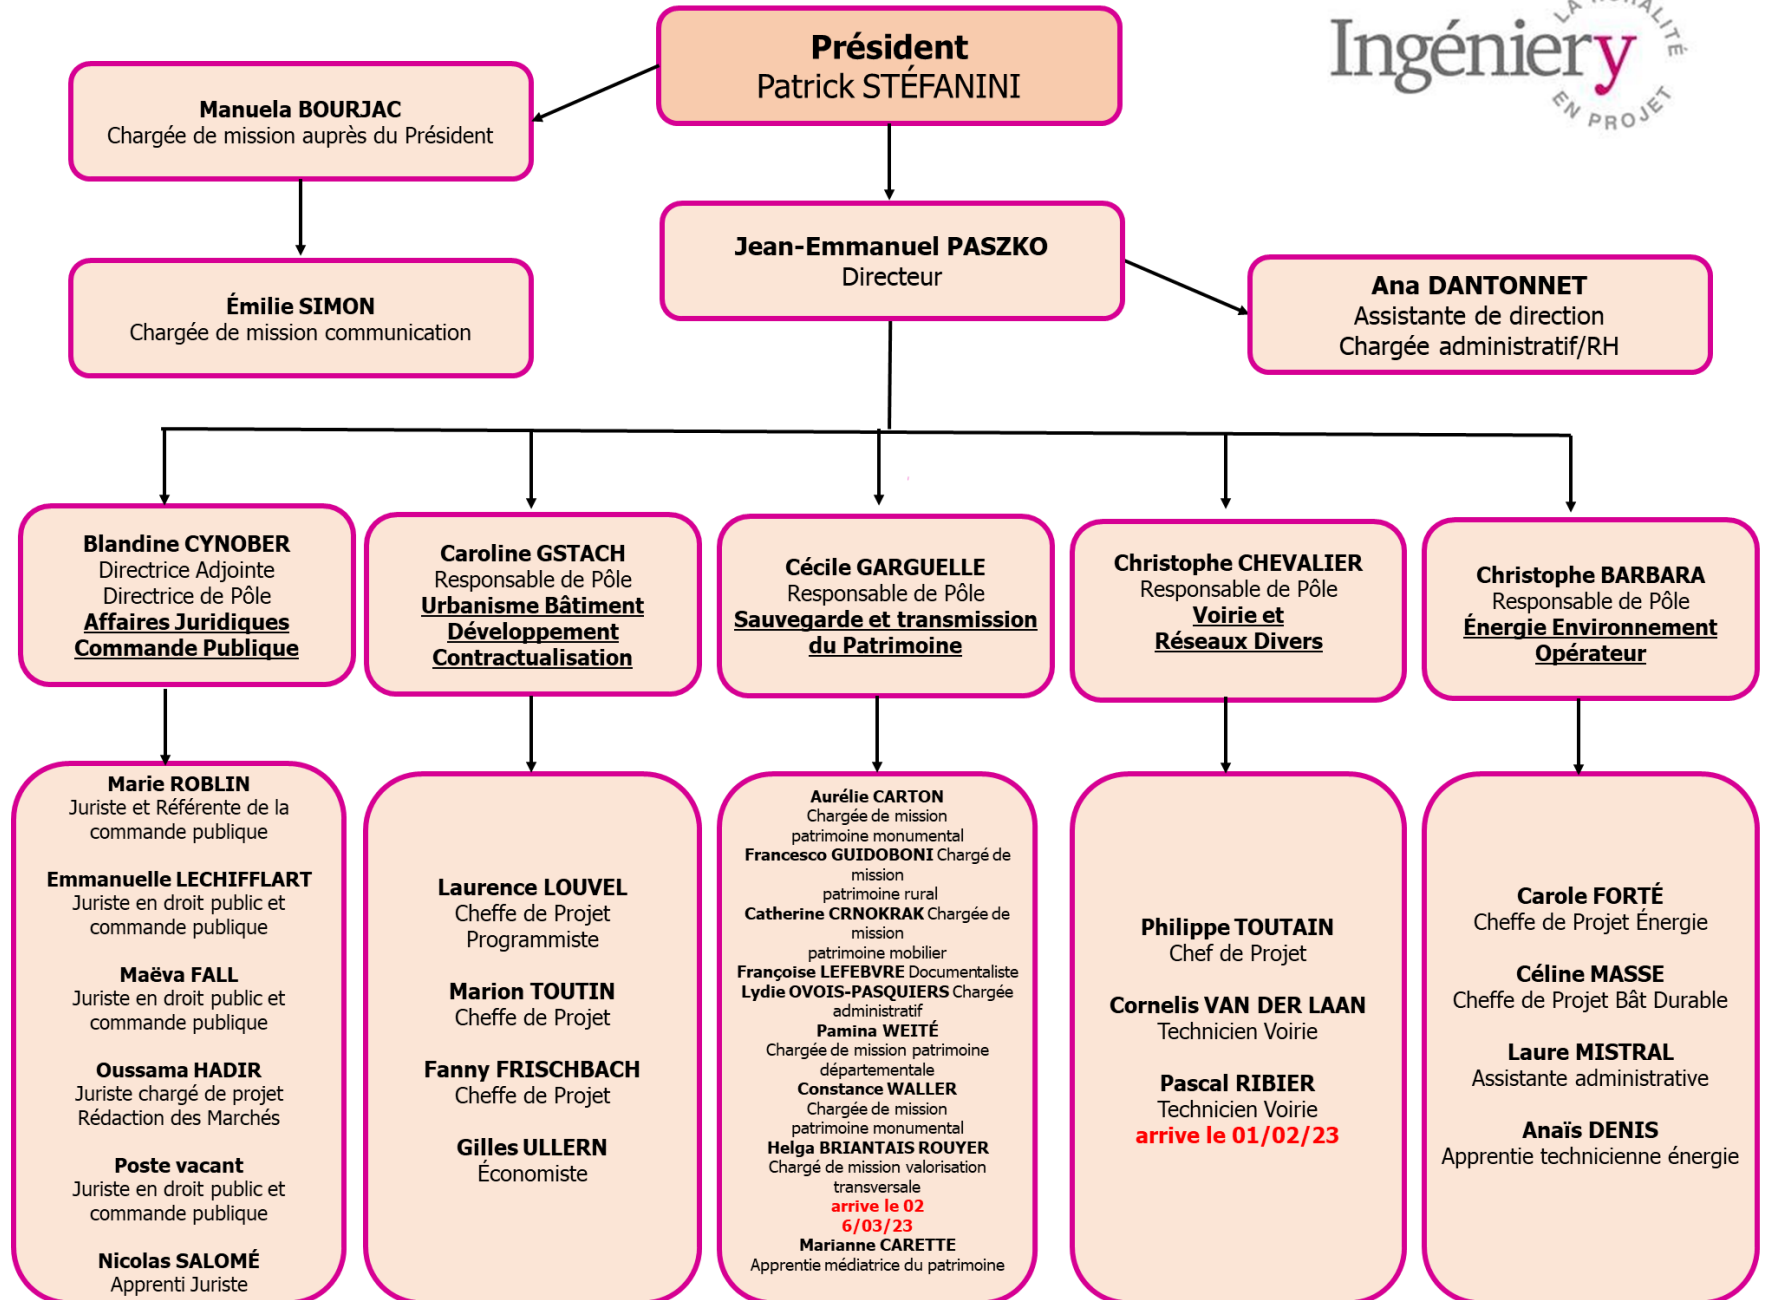 Président
Patrick STÉFANINI
Ingéniery
LA RURALITÉ
EN PROJET
Manuela BOURJAC
Chargée de mission auprès du Président
Jean-Emmanuel PASZKO
Directeur
Émilie SIMON
Chargée de mission communication
Ana DANTONNET
Assistante de direction
Chargée administratif/RH
Blandine CYNOBER
Directrice Adjointe
Directrice de Pôle
Affaires Juridiques
Commande Publique
Caroline GSTACH
Responsable de Pôle
Urbanisme Bâtiment
Développement
Contractualisation
Cécile GARGUELLE
Responsable de Pôle
Sauvegarde et transmission
du Patrimoine
Christophe CHEVALIER
Responsable de Pôle
Voirie et
Réseaux Divers
Christophe BARBARA
Responsable de Pôle
Énergie Environnement
Opérateur
Marie ROBLIN
Juriste et Référente de la
commande publique
Emmanuelle LECHIFFLART
Juriste en droit public et
commande publique
Maëva FALL
Juriste en droit public et
commande publique
Oussama HADIR
Juriste chargé de projet
Rédaction des Marchés
Poste vacant
Juriste en droit public et
commande publique
Nicolas SALOMÉ
Apprenti Juriste
Laurence LOUVEL
Cheffe de Projet
Programmiste
Marion TOUTIN
Cheffe de Projet
Fanny FRISCHBACH
Cheffe de Projet
Gilles ULLERN
Économiste
Aurélie CARTON
Chargée de mission
patrimoine monumental
Francesco GUIDOBONI Chargé de
mission
patrimoine rural
Catherine CRNOKRAK Chargée de
mission
patrimoine mobilier
Françoise LEFEBVRE Documentaliste
Lydie OVOIS-PASQUIERS Chargée
administratif
Pamina WEITÉ
Chargée de mission patrimoine
départementale
Constance WALLER
Chargée de mission
patrimoine monumental
Helga BRIANTAIS ROUYER
Chargé de mission valorisation
transversale
arrive le 02
6/03/23
Marianne CARETTE
Apprentie médiatrice du patrimoine
Philippe TOUTAIN
Chef de Projet
Cornelis VAN DER LAAN
Technicien Voirie
Pascal RIBIER
Technicien Voirie
arrive le 01/02/23
Carole FORTÉ
Cheffe de Projet Énergie
Céline MASSE
Cheffe de Projet Bât Durable
Laure MISTRAL
Assistante administrative
Anaïs DENIS
Apprentie technicienne énergie